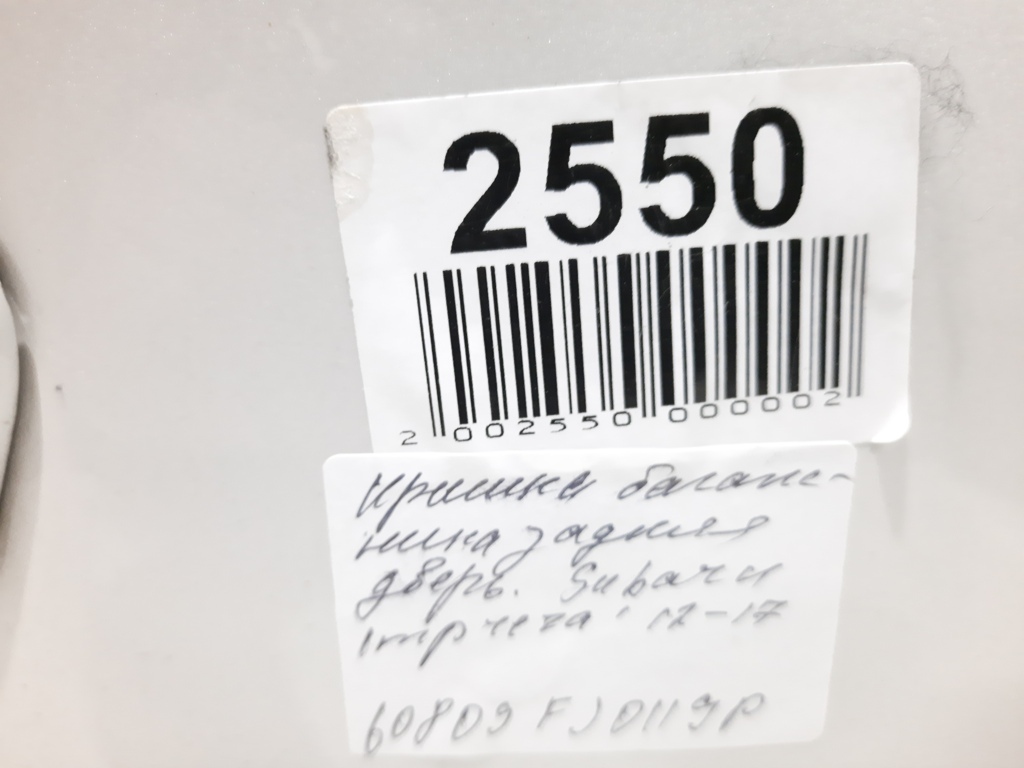 2550
2 002550 000002
Крышка багаж-
ника задняя
дверь. Subaru
Impreza' 12-17
60809FJ0119P